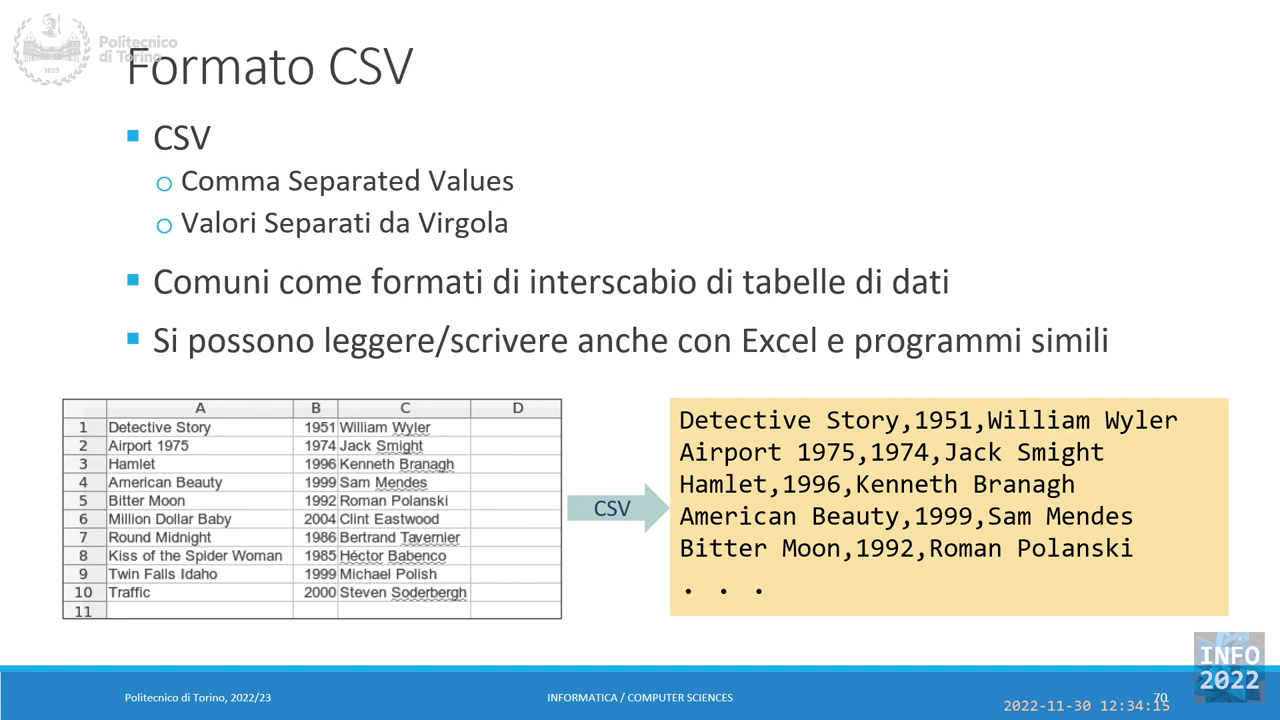 Politecnico
di Torino
1859
Formato CSV
CSV
Comma Separated Values
Valori Separati da Virgola
Comuni come formati di interscabio di tabelle di dati
Si possono leggere/scrivere anche con Excel e programmi simili
A B C D
1 Detective Story 1951 William Wyler
2 Airport 1975 1974 Jack Smight
3 Hamlet 1996 Kenneth Branagh
4 American Beauty 1999 Sam Mendes
5 Bitter Moon 1992 Roman Polanski
6 Million Dollar Baby 2004 Clint Eastwood
7 Round Midnight 1986 Bertrand Tavernier
8 Kiss of the Spider Woman 1985 Héctor Babenco
9 Twin Falls Idaho 1999 Michael Polish
10 Traffic 2000 Steven Soderbergh
11
CSV
Detective Story,1951,William Wyler
Airport 1975,1974,Jack Smight
Hamlet,1996,Kenneth Branagh
American Beauty,1999,Sam Mendes
Bitter Moon,1992,Roman Polanski
. . .
INFO
2022
Politecnico di Torino, 2022/23
INFORMATICA / COMPUTER SCIENCES
70
2022-11-30 12:34:15